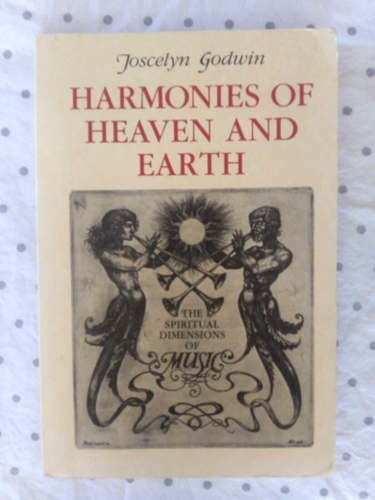 Joscelyn Godwin
HARMONIES OF
HEAVEN AND
EARTH
THE
SPIRITUAL
DIMENSIONS
OF
MUSIC